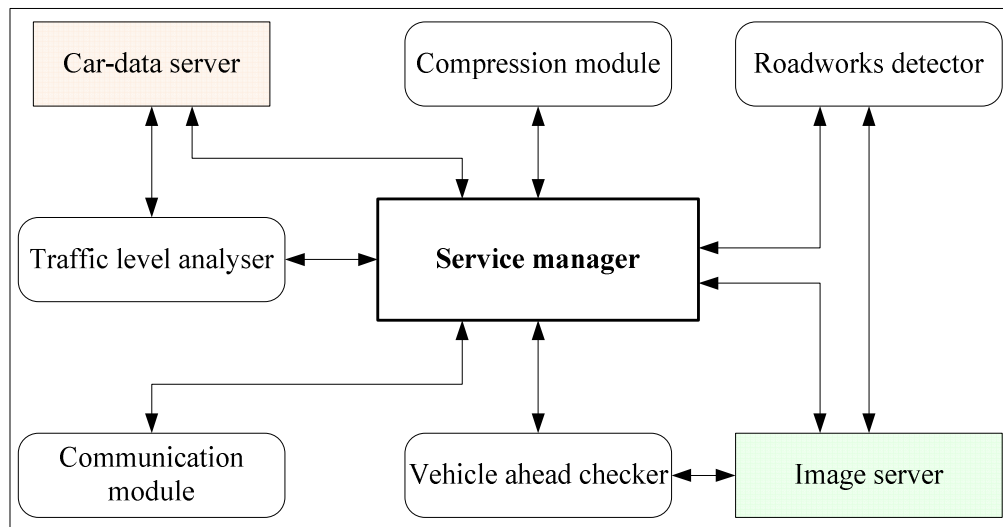 Car-data server
Compression module
Roadworks detector
Traffic level analyser
Service manager
Communication
module
Vehicle ahead checker
Image server